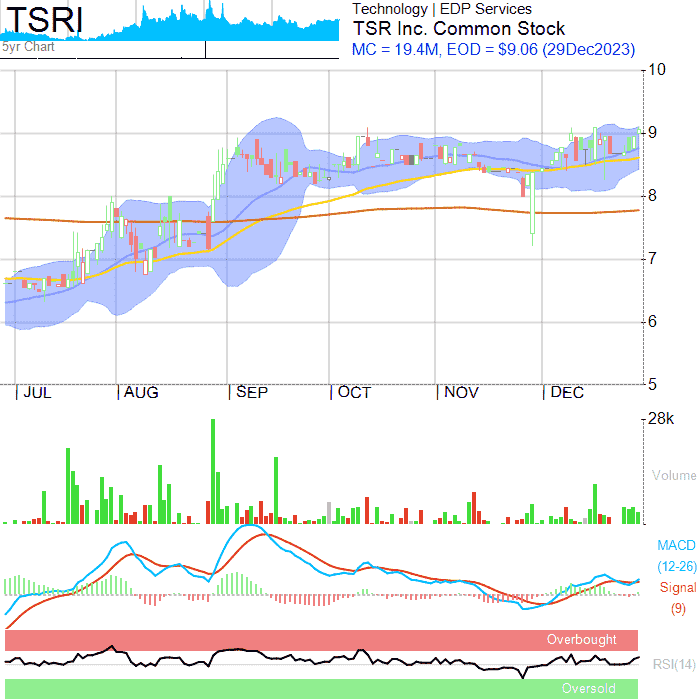 TSRI
5yr Chart
Technology | EDP Services
TSR Inc. Common Stock
MC = 19.4M, EOD = $9.06 (29Dec2023)
10
9
8
7
6
5
JUL AUG SEP OCT NOV DEC
28k
Volume
MACD
(12-26)
Signal
(9)
Overbought
RSI(14)
Oversold